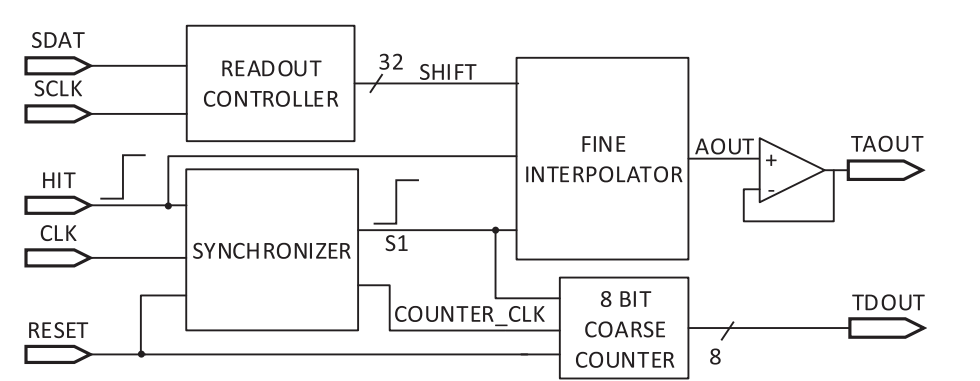 SDAT
SCLK
READOUT
CONTROLLER
32
SHIFT
HIT
CLK
RESET
SYNCHRONIZER
S1
COUNTER_CLK
FINE
INTERPOLATOR
AOUT
+
-
TAOUT
8 BIT
COARSE
COUNTER
8
TDOUT